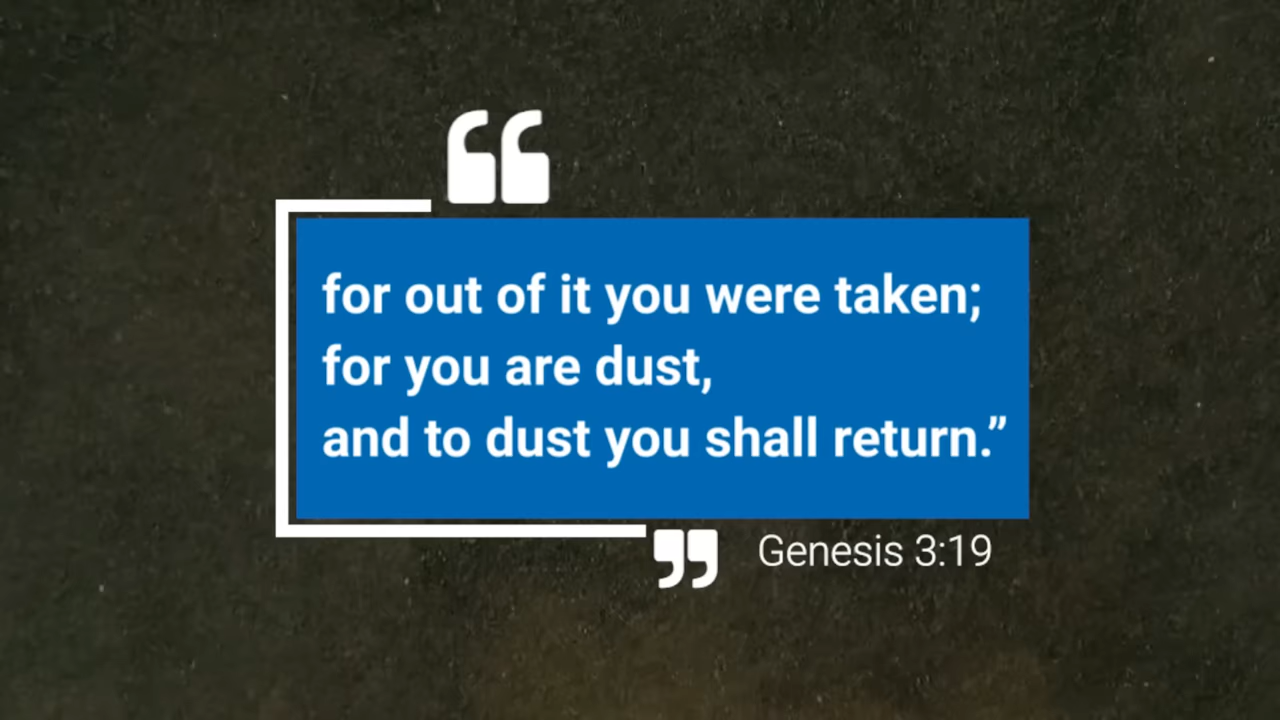 “
for out of it you were taken;
for you are dust,
and to dust you shall return.”
” Genesis 3:19